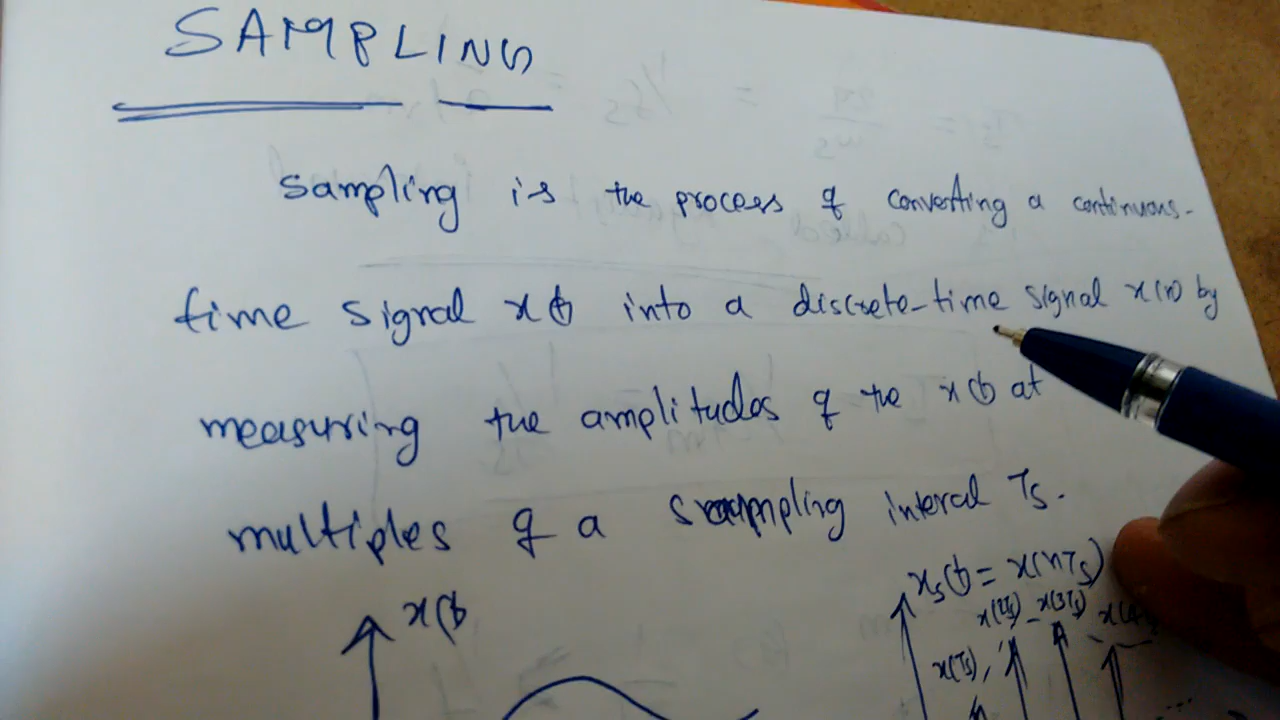 SAMPLING
Sampling is the process of converting a continuous-
time signal x(t) into a discrete-time signal x(n) by
measuring the amplitudes of the x(t) at
multiples of a sampling interal Ts.
x(t)
xs(t) = x(nTs)
x(2Ts) x(3Ts)
x(Ts),